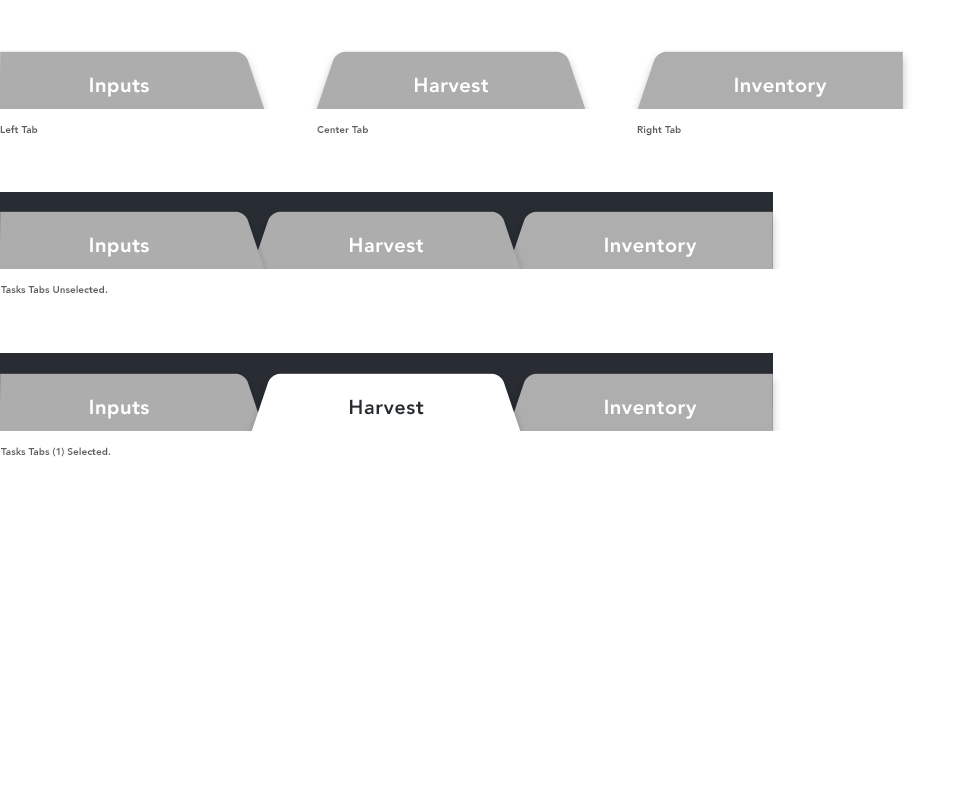 Inputs
Harvest
Inventory
Left Tab
Center Tab
Right Tab
Inputs
Harvest
Inventory
Tasks Tabs Unselected.
Inputs
Harvest
Inventory
Tasks Tabs (1) Selected.